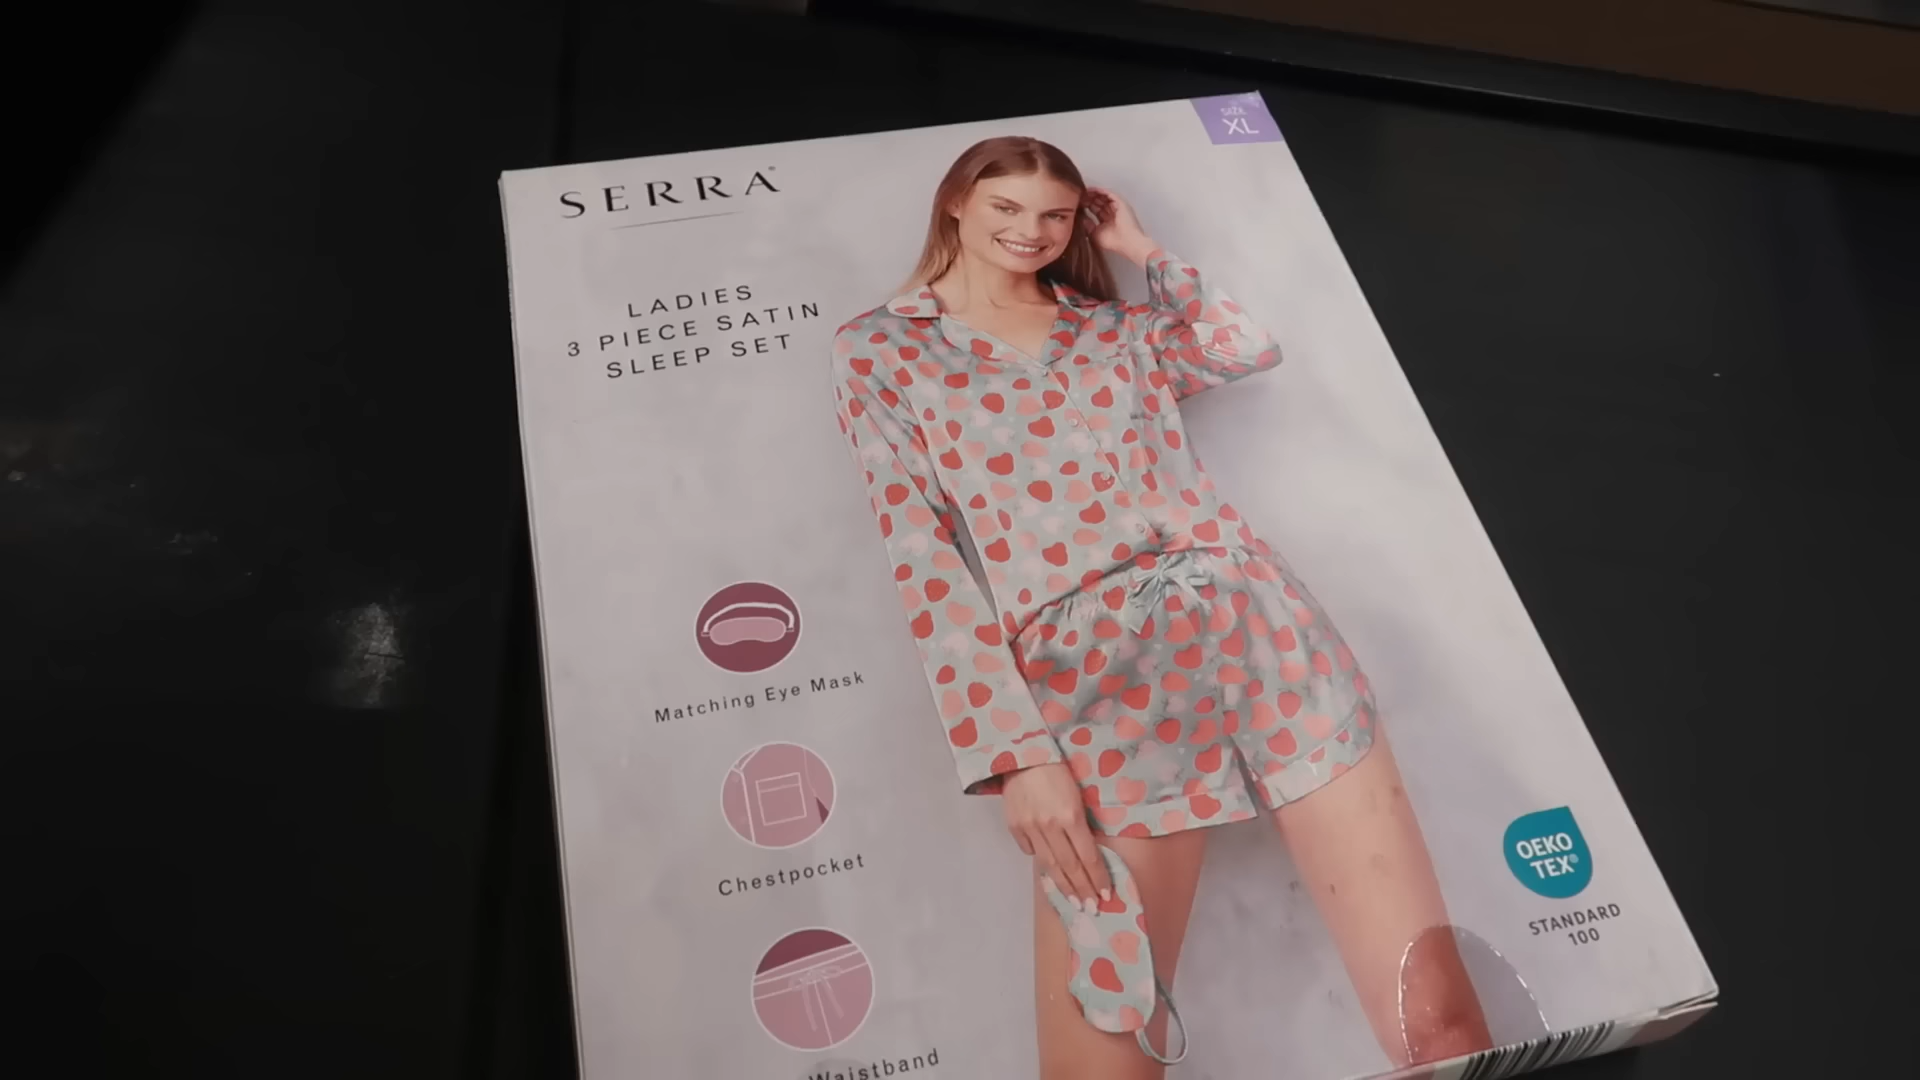 SIZE
XL
SERRA®
LADIES
3 PIECE SATIN
SLEEP SET
Matching Eye Mask
Chestpocket
Waistband
OEKO
TEX®
STANDARD
100